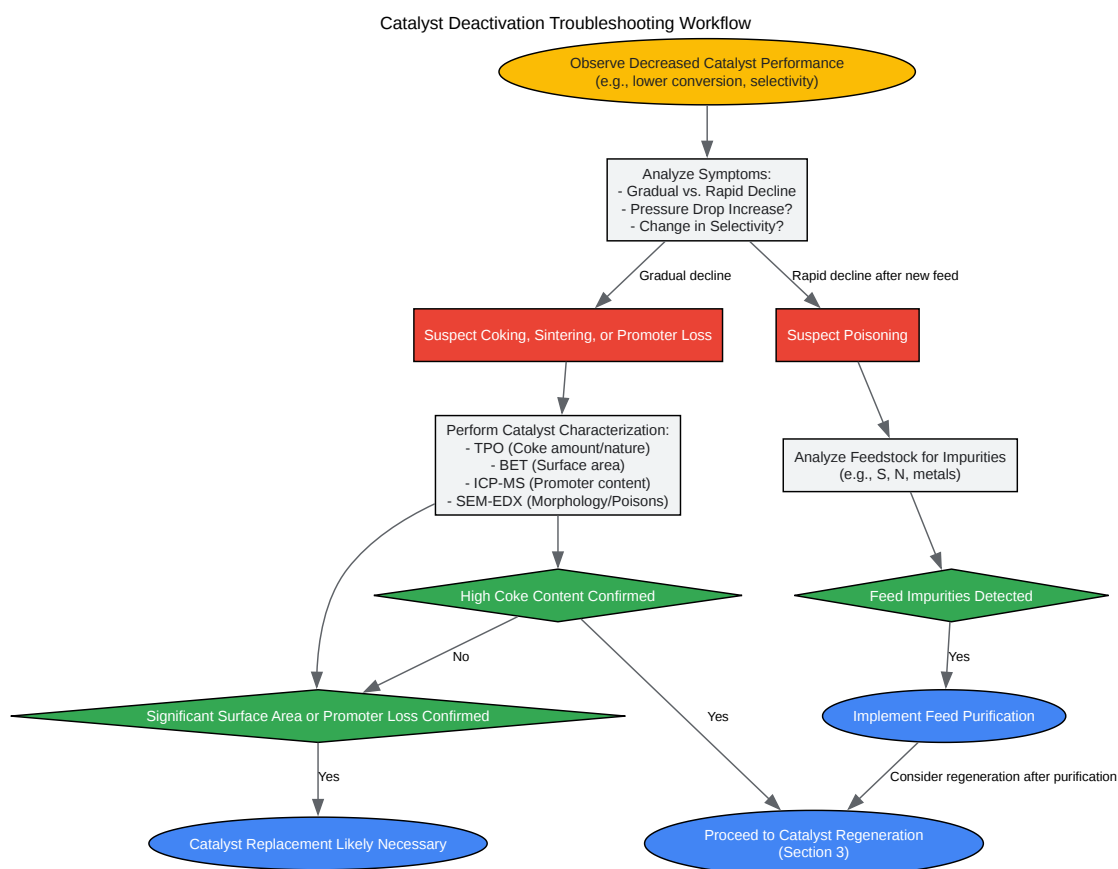 Catalyst Deactivation Troubleshooting Workflow
Observe Decreased Catalyst Performance
(e.g., lower conversion, selectivity)
Analyze Symptoms:
- Gradual vs. Rapid Decline
- Pressure Drop Increase?
- Change in Selectivity?
Gradual decline
Rapid decline after new feed
Suspect Coking, Sintering, or Promoter Loss
Suspect Poisoning
Perform Catalyst Characterization:
- TPO (Coke amount/nature)
- BET (Surface area)
- ICP-MS (Promoter content)
- SEM-EDX (Morphology/Poisons)
Analyze Feedstock for Impurities
(e.g., S, N, metals)
High Coke Content Confirmed
Feed Impurities Detected
No
Yes
Significant Surface Area or Promoter Loss Confirmed
Yes
Implement Feed Purification
Yes
Consider regeneration after purification
Catalyst Replacement Likely Necessary
Proceed to Catalyst Regeneration
(Section 3)